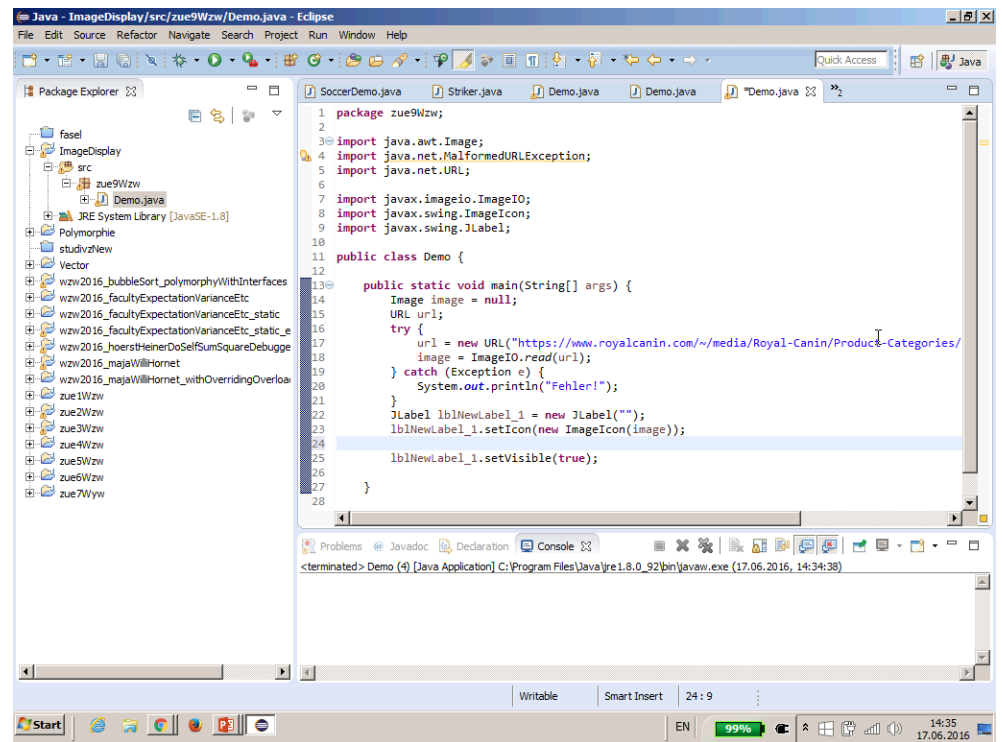 Java - ImageDisplay/src/zue9Wzw/Demo.java - Eclipse
File Edit Source Refactor Navigate Search Project Run Window Help
Quick Access
Java
Package Explorer
SoccerDemo.java Striker.java Demo.java Demo.java *Demo.java »2
fasel
ImageDisplay
src
zue9Wzw
Demo.java
JRE System Library [JavaSE-1.8]
Polymorphie
studivzNew
Vector
wzw2016_bubbleSort_polymorphyWithInterfaces
wzw2016_facultyExpectationVarianceEtc
wzw2016_facultyExpectationVarianceEtc_static
wzw2016_facultyExpectationVarianceEtc_static_e
wzw2016_hoerstHeinerDoSelfSumSquareDebugge
wzw2016_majaWilliHornet
wzw2016_majaWilliHornet_withOverridingOverloa
zue1Wzw
zue2Wzw
zue3Wzw
zue4Wzw
zue5Wzw
zue6Wzw
zue7Wyw
1 package zue9Wzw;
2
3 import java.awt.Image;
4 import java.net.MalformedURLException;
5 import java.net.URL;
6
7 import javax.imageio.ImageIO;
8 import javax.swing.ImageIcon;
9 import javax.swing.JLabel;
10
11 public class Demo {
12
13 public static void main(String[] args) {
14 Image image = null;
15 URL url;
16 try {
17 url = new URL("https://www.royalcanin.com/~/media/Royal-Canin/Product-Categories/
18 image = ImageIO.read(url);
19 } catch (Exception e) {
20 System.out.println("Fehler!");
21 }
22 JLabel lblNewLabel_1 = new JLabel("");
23 lblNewLabel_1.setIcon(new ImageIcon(image));
24
25 lblNewLabel_1.setVisible(true);
26
27 }
28
Problems @ Javadoc Declaration Console
<terminated> Demo (4) [Java Application] C:\Program Files\Java\jre1.8.0_92\bin\javaw.exe (17.06.2016, 14:34:38)
Writable Smart Insert 24 : 9
Start
EN 99% 14:35
17.06.2016